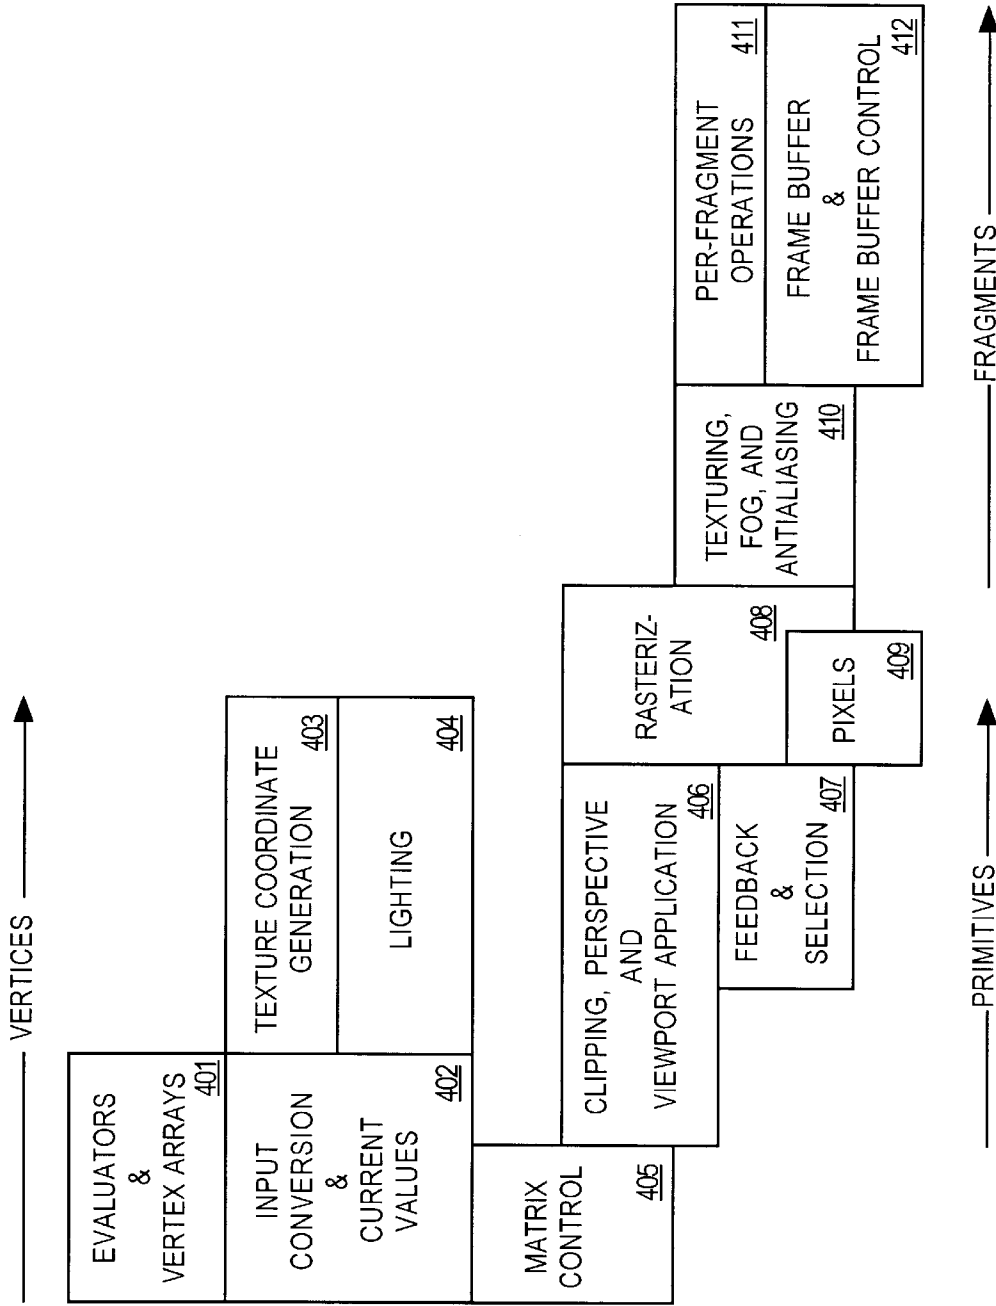 VERTICES
EVALUATORS
&
VERTEX ARRAYS
401
INPUT
CONVERSION
&
CURRENT
VALUES
402
TEXTURE COORDINATE
GENERATION
403
LIGHTING
404
MATRIX
CONTROL
405
CLIPPING, PERSPECTIVE
AND
VIEWPORT APPLICATION
406
FEEDBACK
&
SELECTION
407
RASTERIZ-
ATION
408
PIXELS
409
TEXTURING,
FOG, AND
ANTIALIASING
410
PER-FRAGMENT
OPERATIONS
411
FRAME BUFFER
&
FRAME BUFFER CONTROL
412
PRIMITIVES
FRAGMENTS